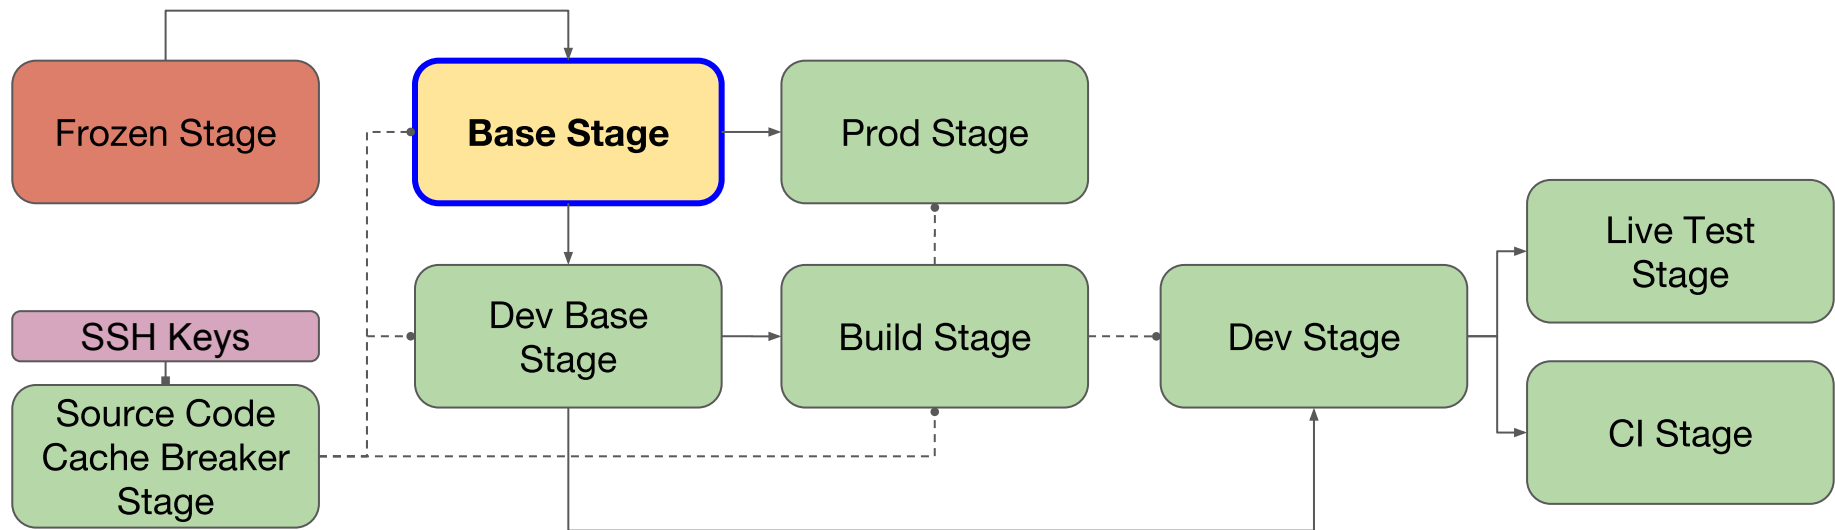 Frozen Stage
Base Stage
Prod Stage
Live Test
Stage
SSH Keys
Dev Base
Stage
Build Stage
Dev Stage
Source Code
Cache Breaker
Stage
CI Stage